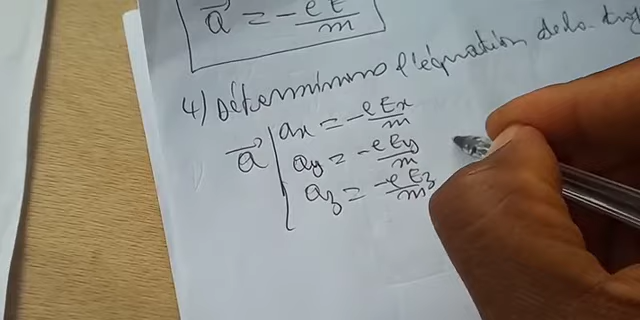 a⃗ = -eE⃗/m
4) Déterminons l'équation de la
a⃗ | ax = -eEx/m
ay = -eEy/m
az = -eEz/m